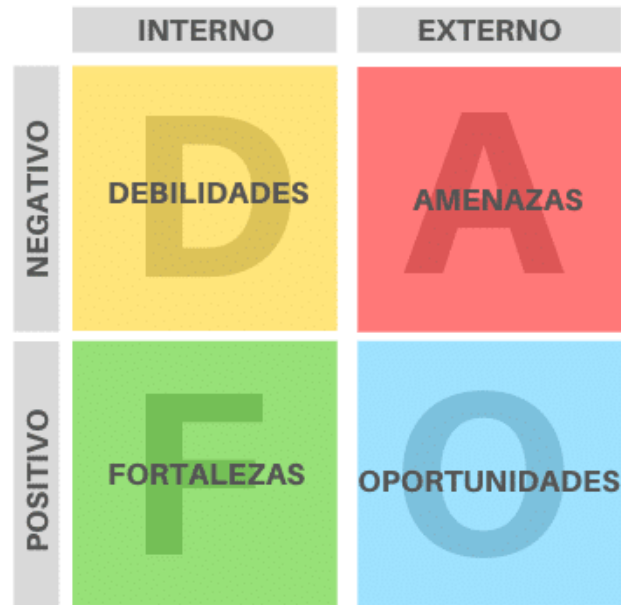 INTERNO EXTERNO
NEGATIVO
D
DEBILIDADES
A
AMENAZAS
POSITIVO
F
FORTALEZAS
O
OPORTUNIDADES